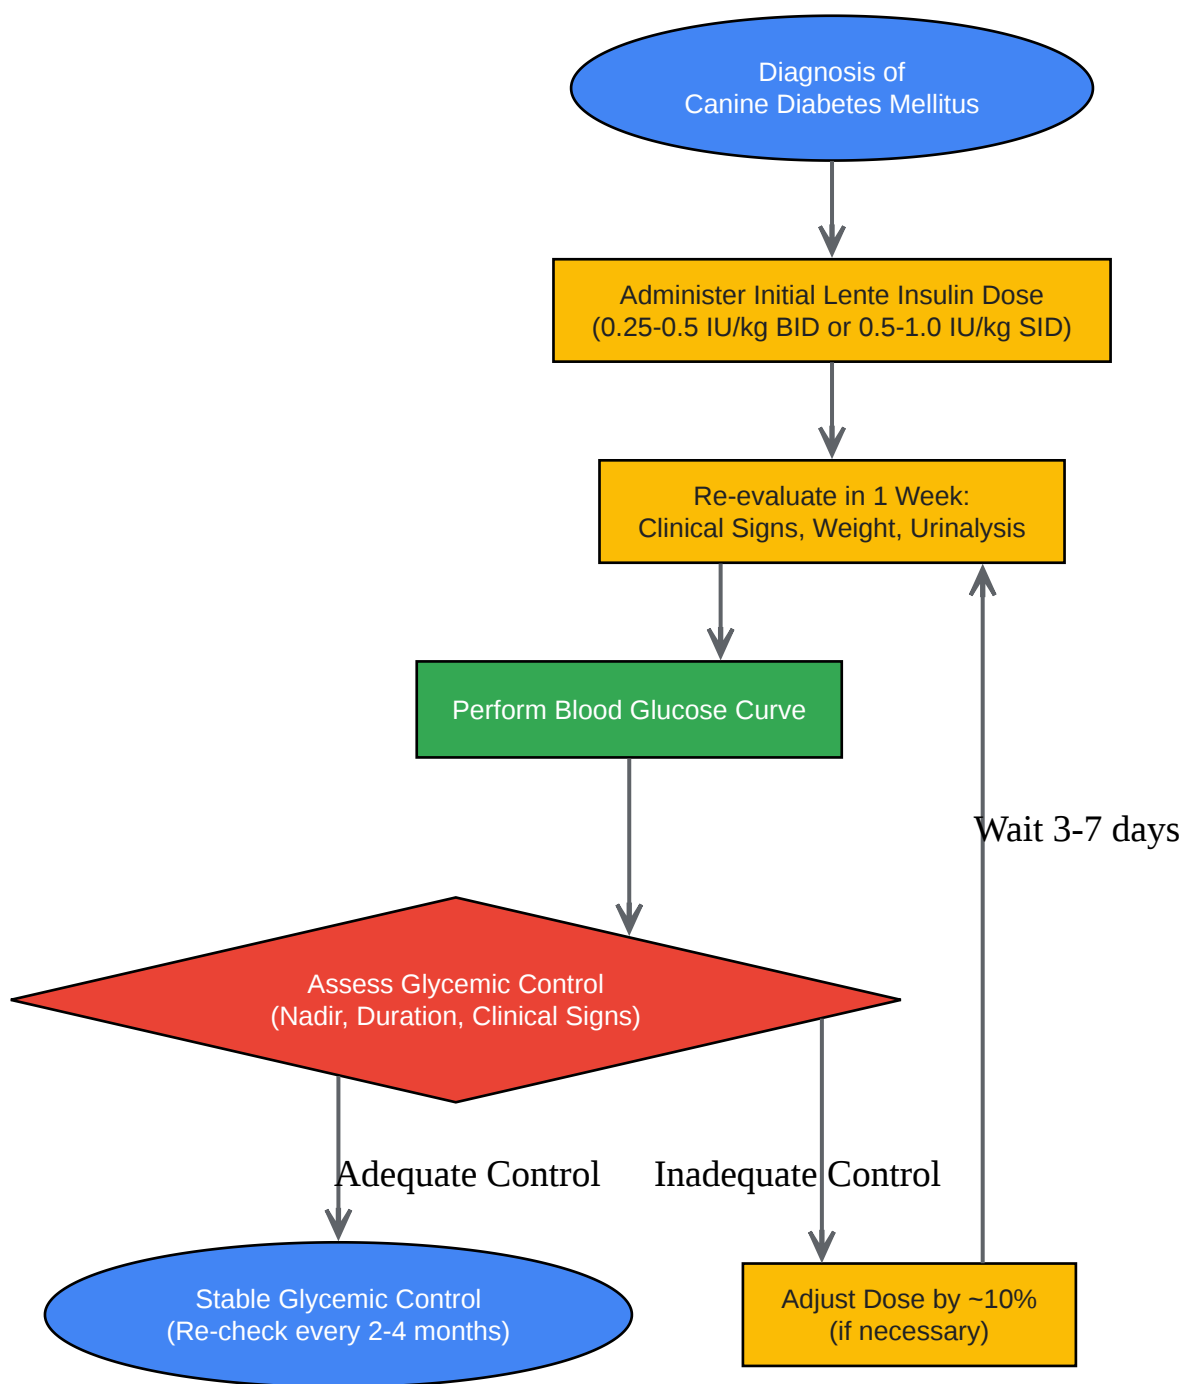 Diagnosis of
Canine Diabetes Mellitus
Administer Initial Lente Insulin Dose
(0.25-0.5 IU/kg BID or 0.5-1.0 IU/kg SID)
Re-evaluate in 1 Week:
Clinical Signs, Weight, Urinalysis
Perform Blood Glucose Curve
Wait 3-7 days
Assess Glycemic Control
(Nadir, Duration, Clinical Signs)
Adequate Control
Inadequate Control
Stable Glycemic Control
(Re-check every 2-4 months)
Adjust Dose by ~10%
(if necessary)